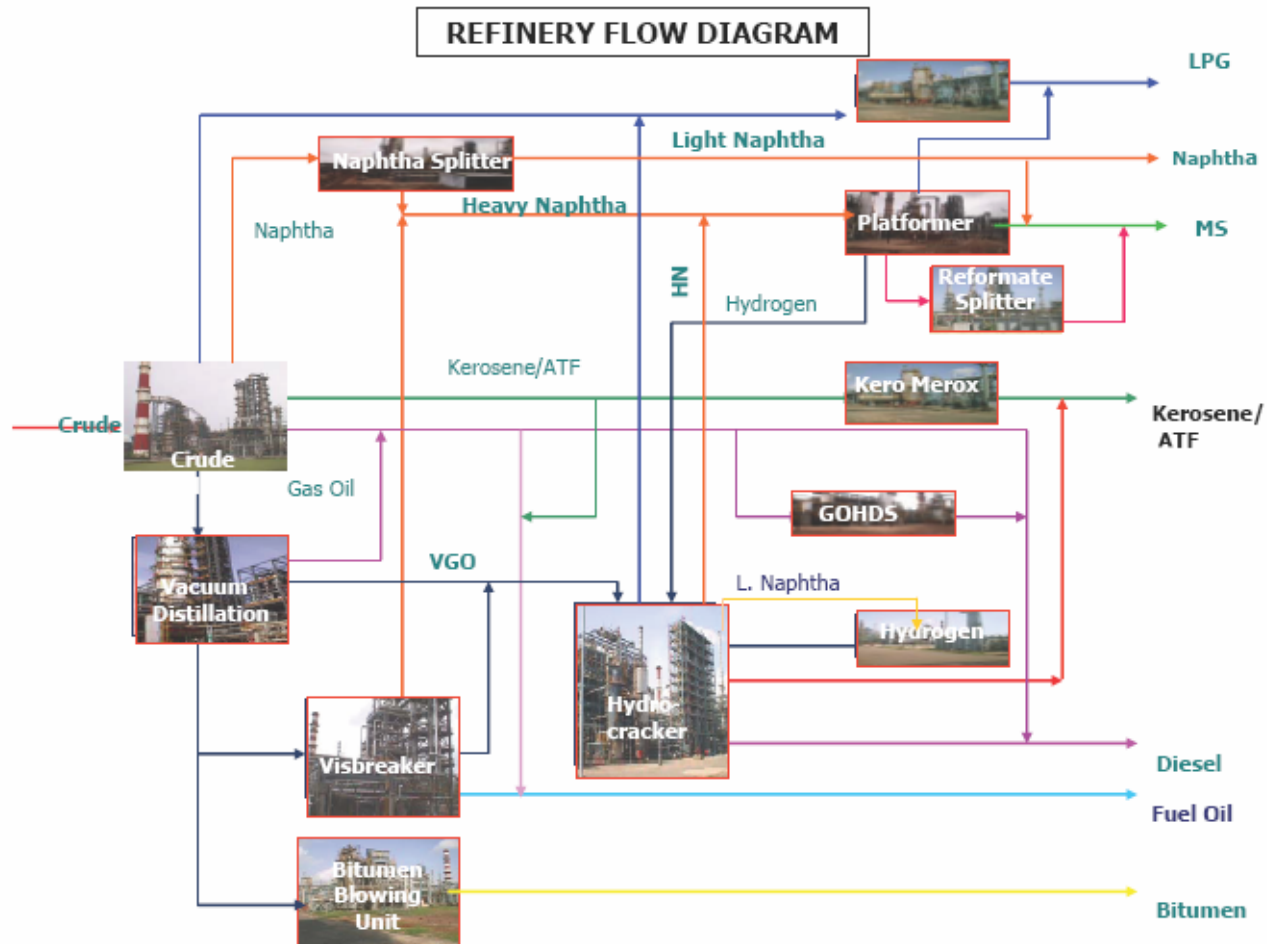 REFINERY FLOW DIAGRAM
LPG
Light Naphtha
Naphtha Splitter
Naphtha
Heavy Naphtha
Naphtha
Platformer
MS
HN
Hydrogen
Reformate
Splitter
Kerosene/ATF
Kero Merox
Crude
Kerosene/
ATF
Crude
Gas Oil
GOHDS
VGO
L. Naphtha
Vacuum
Distillation
Hydrogen
Hydro-
cracker
Visbreaker
Diesel
Fuel Oil
Bitumen
Blowing
Unit
Bitumen